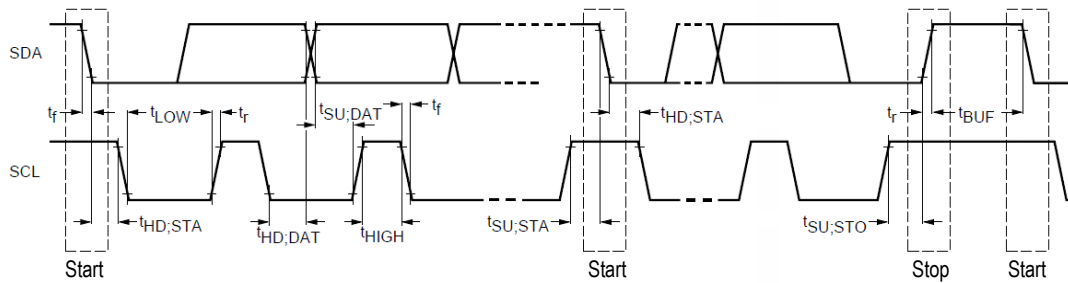 SDA
tf
tLOW
tr
tSU;DAT
tf
tHD;STA
tr
tBUF
SCL
tHD;STA
tHD;DAT
tHIGH
tSU;STA
tSU;STO
Start
Start
Stop
Start